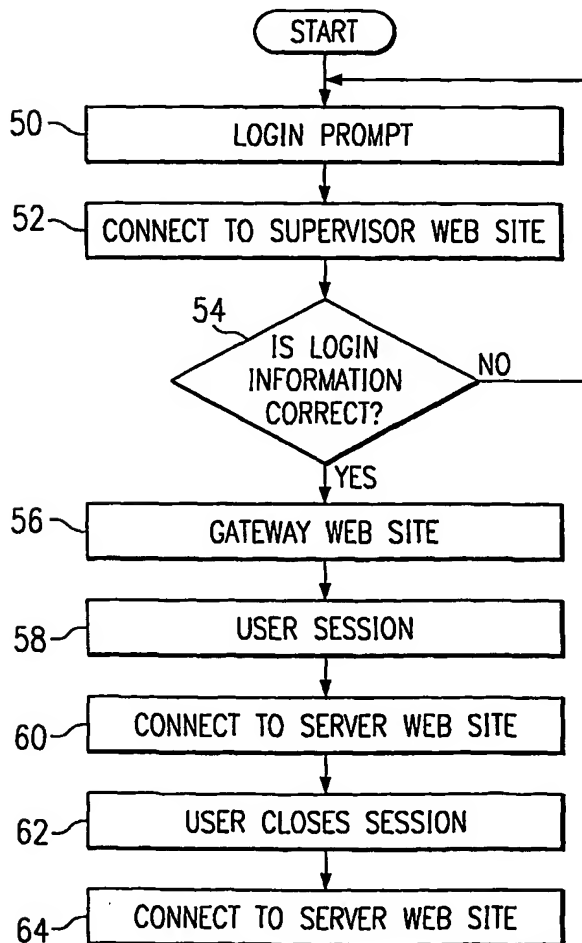 START
50
LOGIN PROMPT
52
CONNECT TO SUPERVISOR WEB SITE
54
IS LOGIN
INFORMATION
CORRECT?
NO
YES
56
GATEWAY WEB SITE
58
USER SESSION
60
CONNECT TO SERVER WEB SITE
62
USER CLOSES SESSION
64
CONNECT TO SERVER WEB SITE